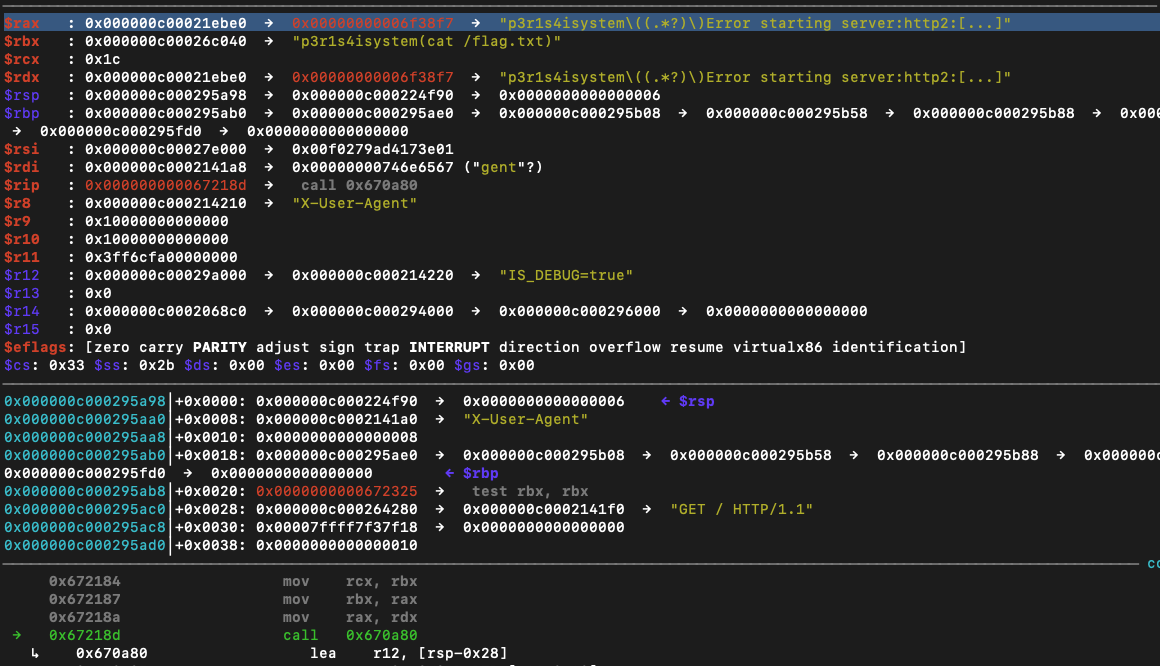 $rax   : 0x000000c00021ebe0  →  0x00000000006f38f7  →  "p3r1s4isystem\((.*?)\)Error starting server:http2:[...]"
$rbx   : 0x000000c00026c040  →  "p3r1s4isystem(cat /flag.txt)"
$rcx   : 0x1c
$rdx   : 0x000000c00021ebe0  →  0x00000000006f38f7  →  "p3r1s4isystem\((.*?)\)Error starting server:http2:[...]"
$rsp   : 0x000000c000295a98  →  0x000000c000224f90  →  0x0000000000000006
$rbp   : 0x000000c000295ab0  →  0x000000c000295ae0  →  0x000000c000295b08  →  0x000000c000295b58  →  0x000000c000295b88  →  0x000
 →  0x000000c000295fd0  →  0x0000000000000000
$rsi   : 0x000000c00027e000  →  0x00f0279ad4173e01
$rdi   : 0x000000c0002141a8  →  0x00000000746e6567 ("gent"?)
$rip   : 0x000000000067218d  →   call 0x670a80
$r8    : 0x000000c000214210  →  "X-User-Agent"
$r9    : 0x10000000000000
$r10   : 0x10000000000000
$r11   : 0x3ff6cfa00000000
$r12   : 0x000000c00029a000  →  0x000000c000214220  →  "IS_DEBUG=true"
$r13   : 0x0
$r14   : 0x000000c0002068c0  →  0x000000c000294000  →  0x000000c000296000  →  0x0000000000000000
$r15   : 0x0
$eflags: [zero carry PARITY adjust sign trap INTERRUPT direction overflow resume virtualx86 identification]
$cs: 0x33 $ss: 0x2b $ds: 0x00 $es: 0x00 $fs: 0x00 $gs: 0x00
0x000000c000295a98│+0x0000: 0x000000c000224f90  →  0x0000000000000006    ← $rsp
0x000000c000295aa0│+0x0008: 0x000000c0002141a0  →  "X-User-Agent"
0x000000c000295aa8│+0x0010: 0x0000000000000008
0x000000c000295ab0│+0x0018: 0x000000c000295ae0  →  0x000000c000295b08  →  0x000000c000295b58  →  0x000000c000295b88  →  0x000000c
0x000000c000295fd0  →  0x0000000000000000        ← $rbp
0x000000c000295ab8│+0x0020: 0x0000000000672325  →   test rbx, rbx
0x000000c000295ac0│+0x0028: 0x000000c000264280  →  0x000000c0002141f0  →  "GET / HTTP/1.1"
0x000000c000295ac8│+0x0030: 0x00007ffff7f37f18  →  0x0000000000000000
0x000000c000295ad0│+0x0038: 0x0000000000000010
co
0x672184                  mov    rcx, rbx
0x672187                  mov    rbx, rax
0x67218a                  mov    rax, rdx
→   0x67218d                  call   0x670a80
↳    0x670a80                  lea    r12, [rsp-0x28]